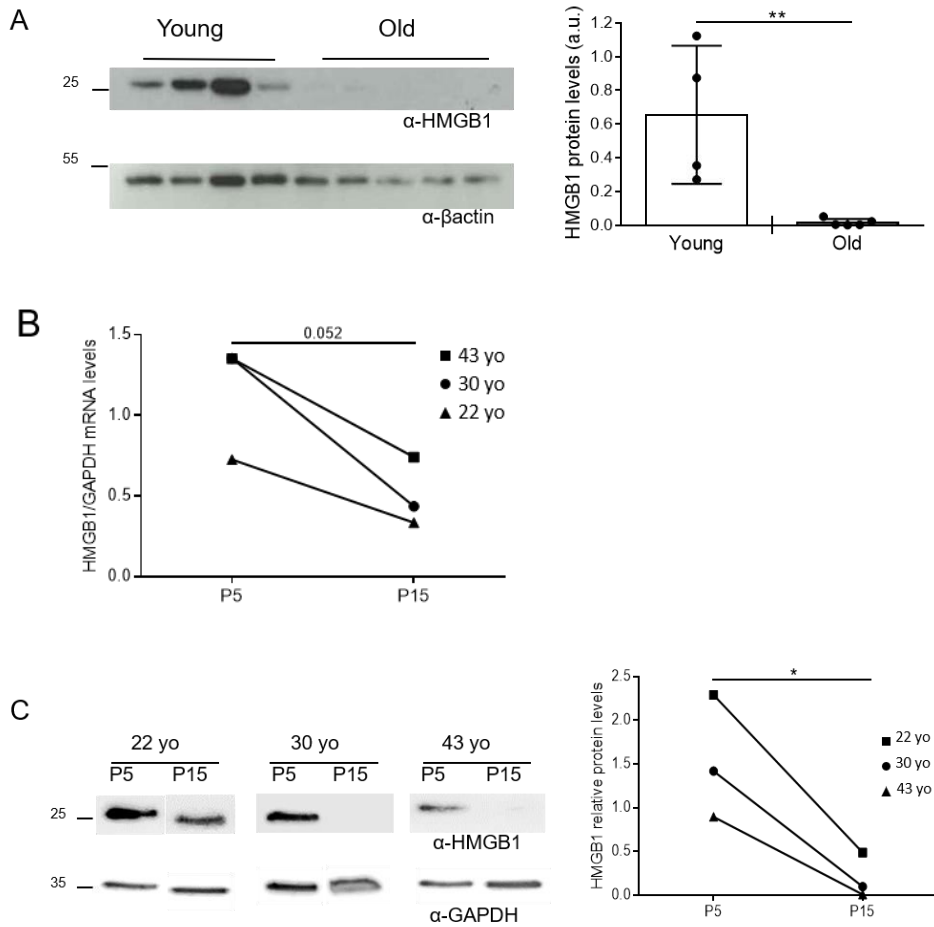 A
Young
Old
25
α-HMGB1
55
α-βactin
HMGB1 protein levels (a.u.)
1.2
1.0
0.8
0.6
0.4
0.2
0.0
**
Young
Old
B
HMGB1/GAPDH mRNA levels
1.5
1.0
0.5
0.0
0.052
P5
P15
43 yo
30 yo
22 yo
C
22 yo
30 yo
43 yo
P5
P15
P5
P15
P5
P15
25
α-HMGB1
35
α-GAPDH
HMGB1 relative protein levels
2.5
2.0
1.5
1.0
0.5
0.0
*
P5
P15
22 yo
30 yo
43 yo